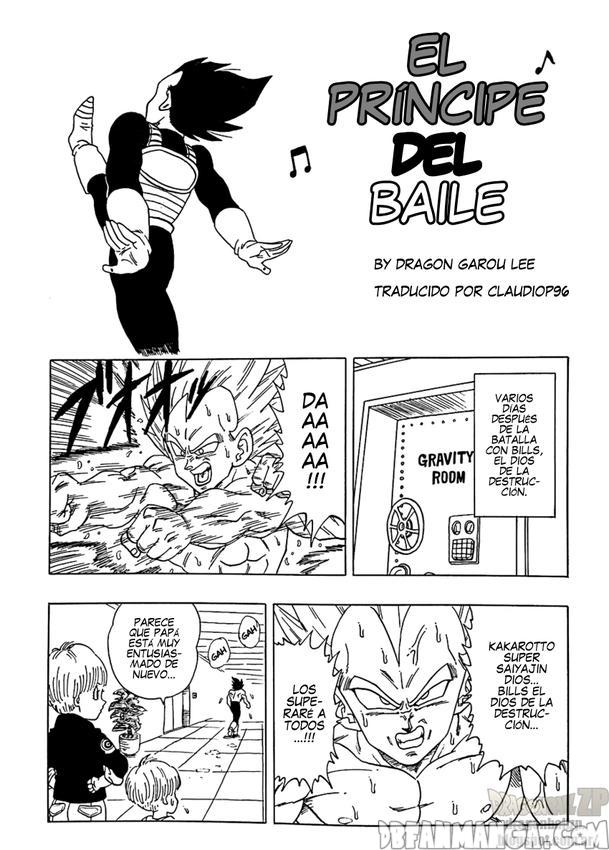 EL
PRÍNCIPE
DEL
BAILE
BY DRAGON GAROU LEE
TRADUCIDO POR CLAUDIOP96
VARIOS
DÍAS
DESPUÉS
DE LA
BATALLA
CON BILLS,
EL DIOS
DE LA
DESTRUC-
CIÓN.
GRAVITY
ROOM
DA
AA
AA
AA
!!!
KAKAROTTO
SUPER
SAIYAJIN
DIOS...
BILLS EL
DIOS DE LA
DESTRUC-
CIÓN...
LOS
SUPE-
RARÉ A
TODOS
...!!!
PARECE
QUE PAPÁ
ESTÁ MUY
ENTUSIAS-
MADO DE
NUEVO...
GAH
GAH
DBFANMANGA.COM